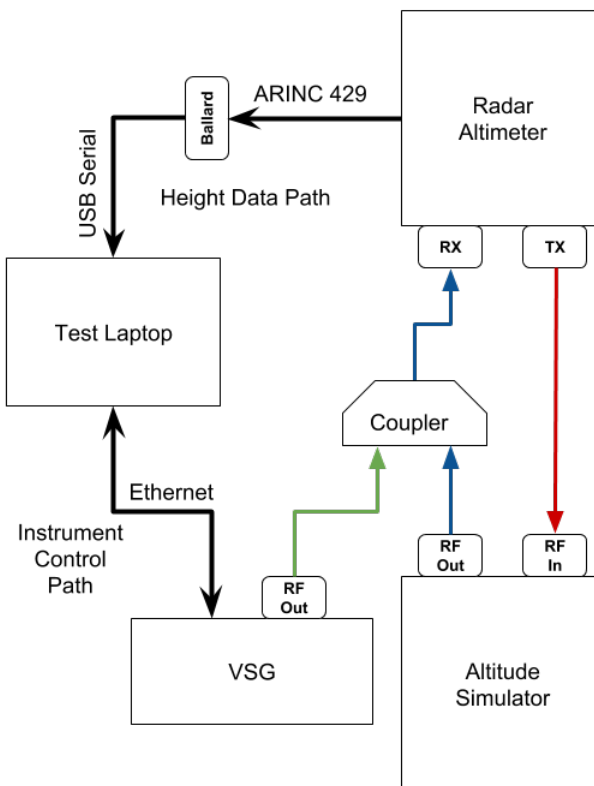 ARINC 429
Ballard
Radar
Altimeter
USB Serial
Height Data Path
RX
TX
Test Laptop
Coupler
Ethernet
Instrument
Control
Path
RF
Out
RF
In
RF
Out
VSG
Altitude
Simulator